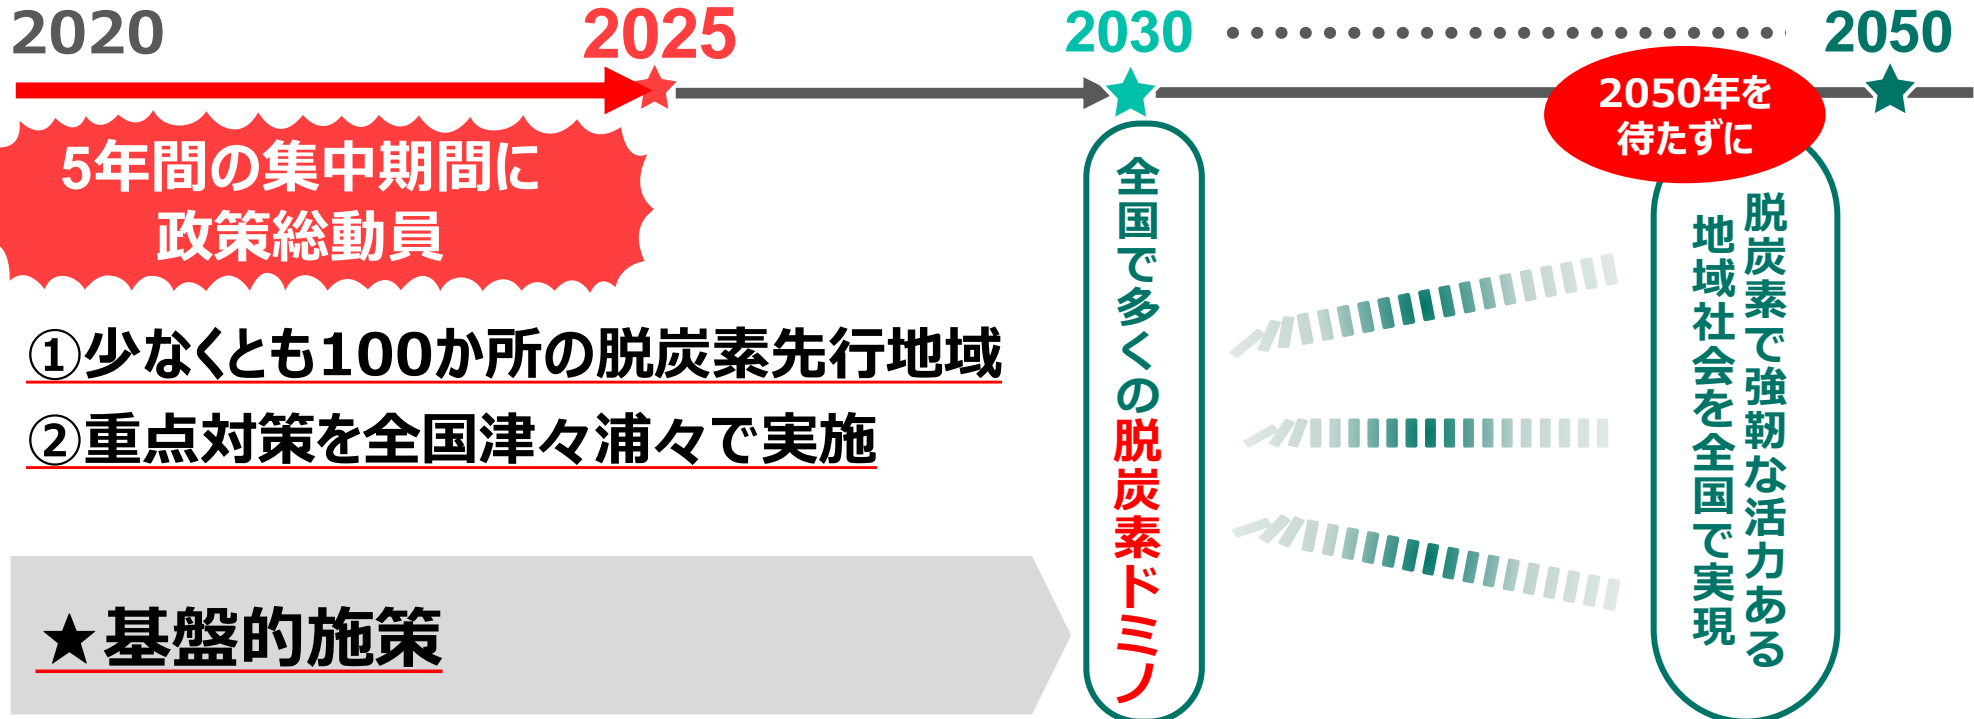 2020
2025
2030
2050
5年間の集中期間に
政策総動員
①少なくとも100か所の脱炭素先行地域
②重点対策を全国津々浦々で実施
★基盤的施策
全国で多くの脱炭素ドミノ
2050年を
待たずに
脱炭素で強靭な活力ある
地域社会を全国で実現